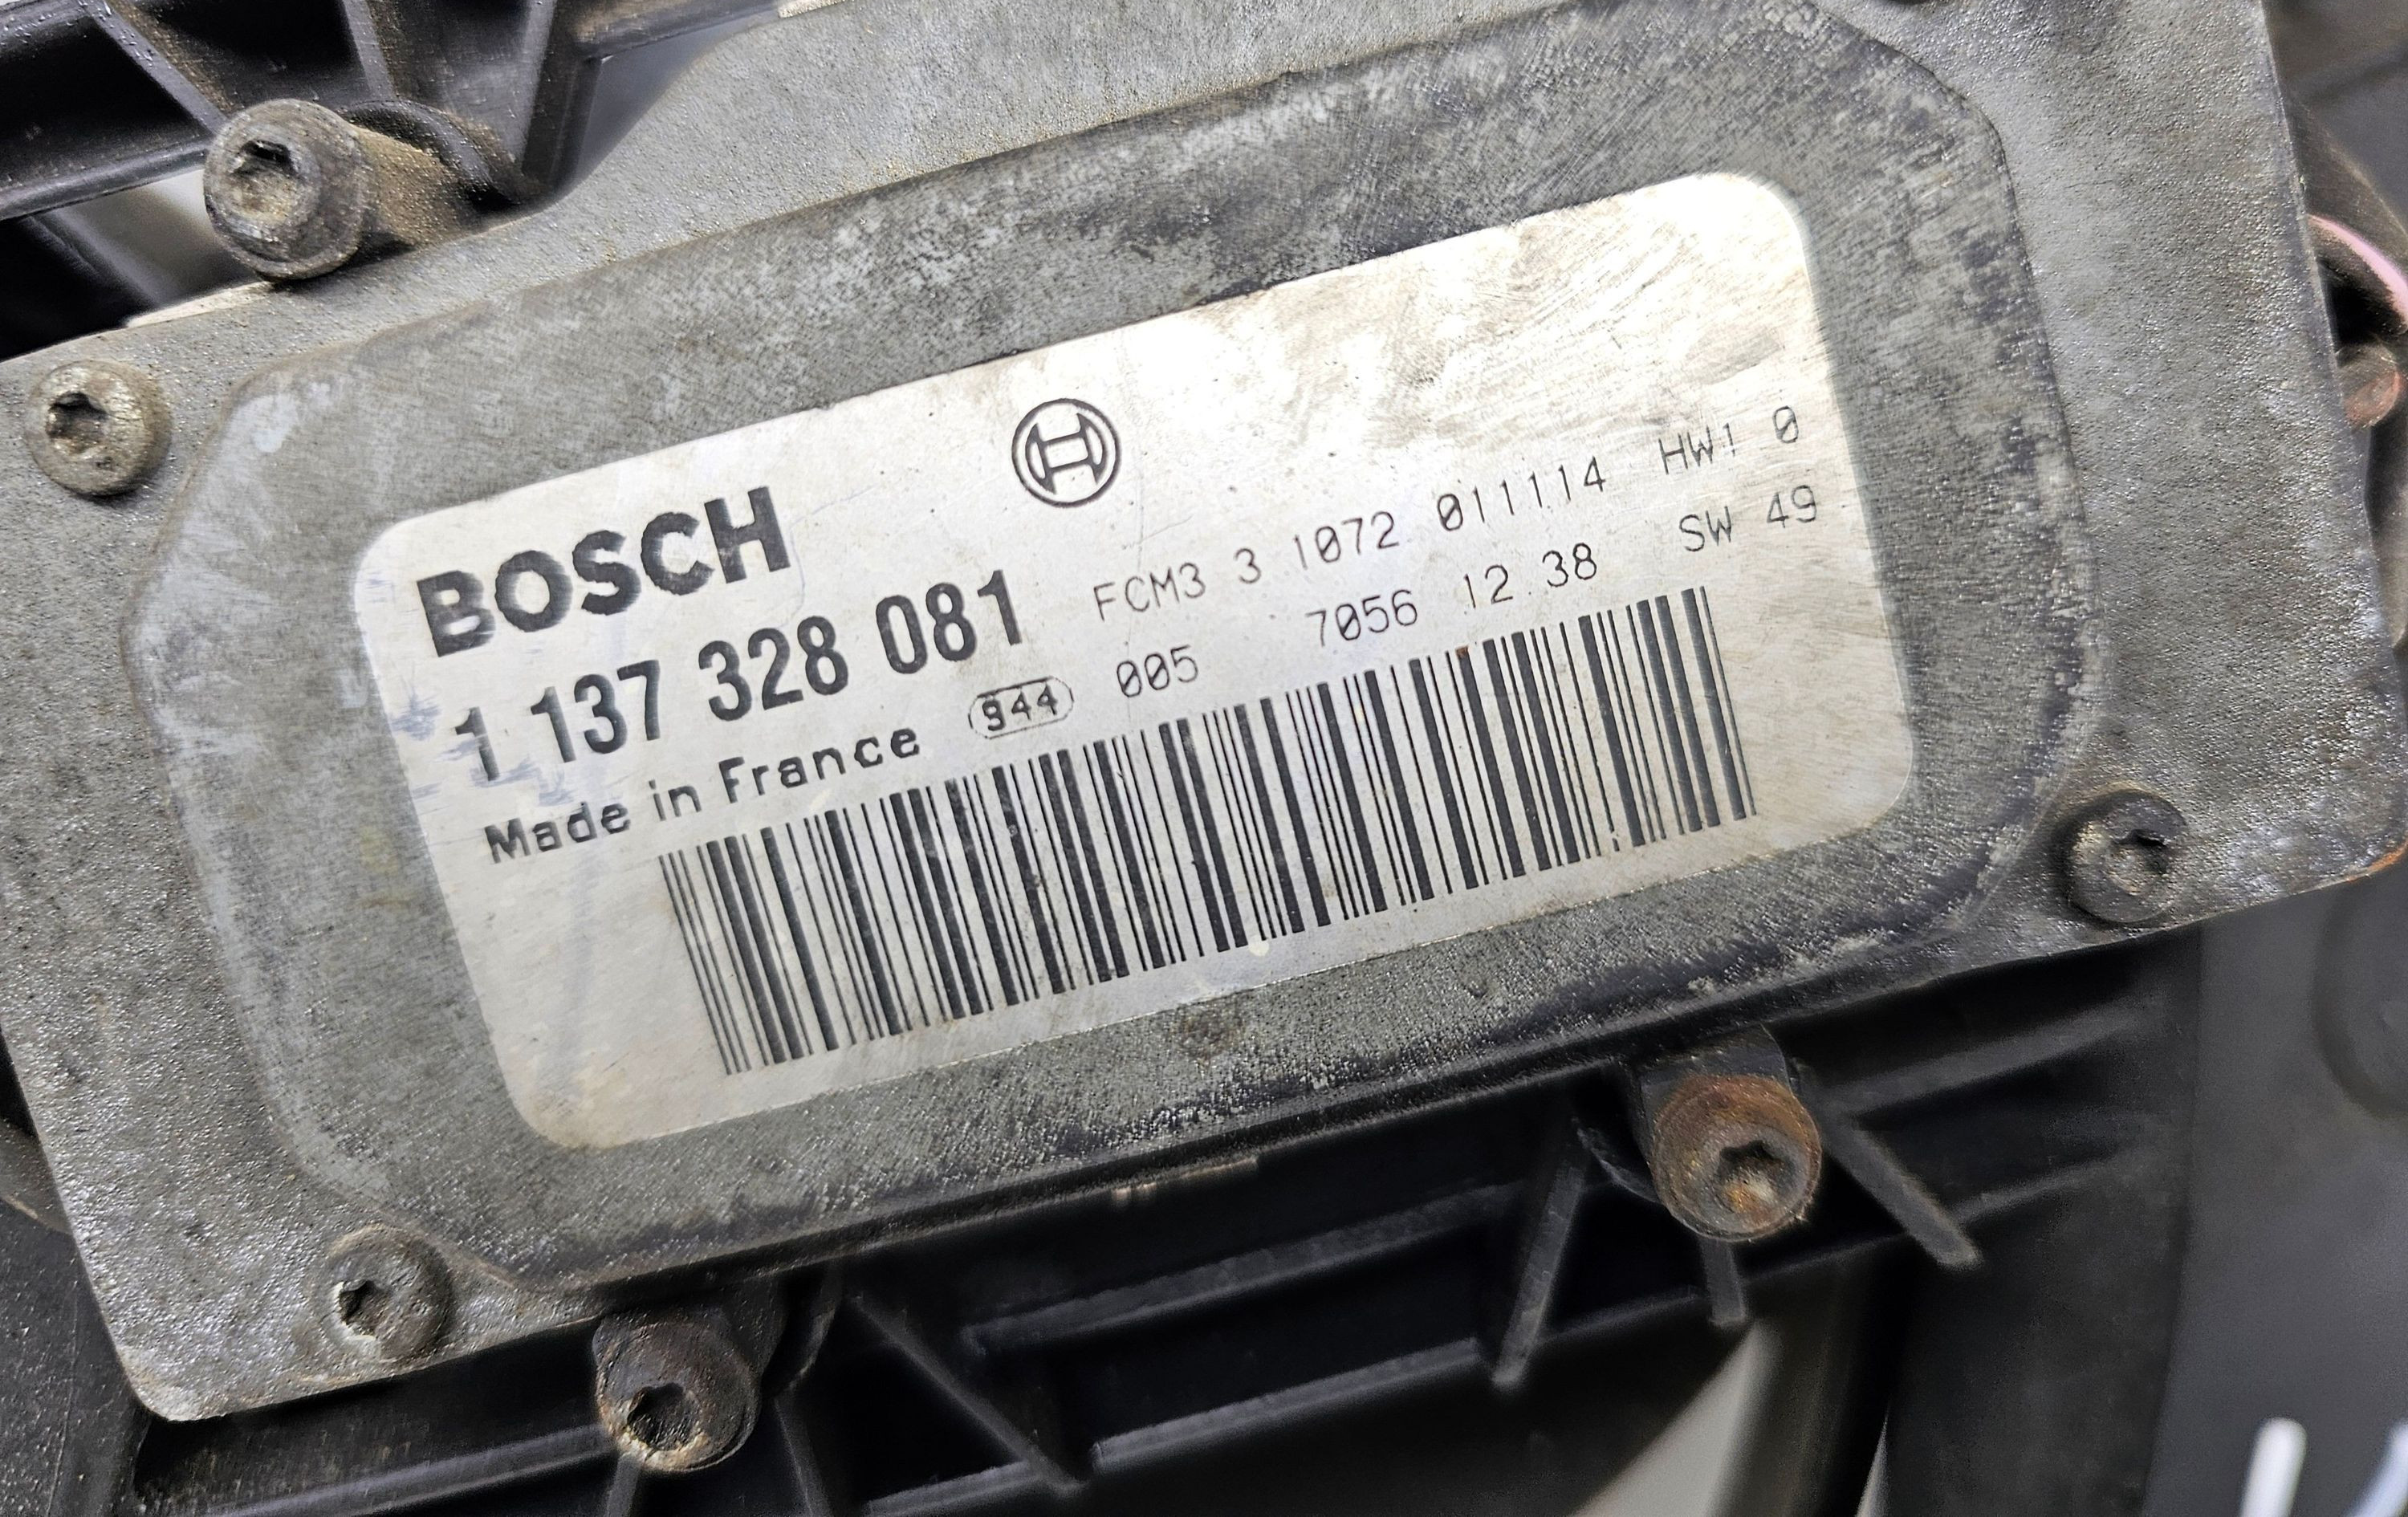 BOSCH
1 137 328 081 FCM3 3 1072 011114 HW! 0
Made in France 944 005 7056 12 38 SW 49